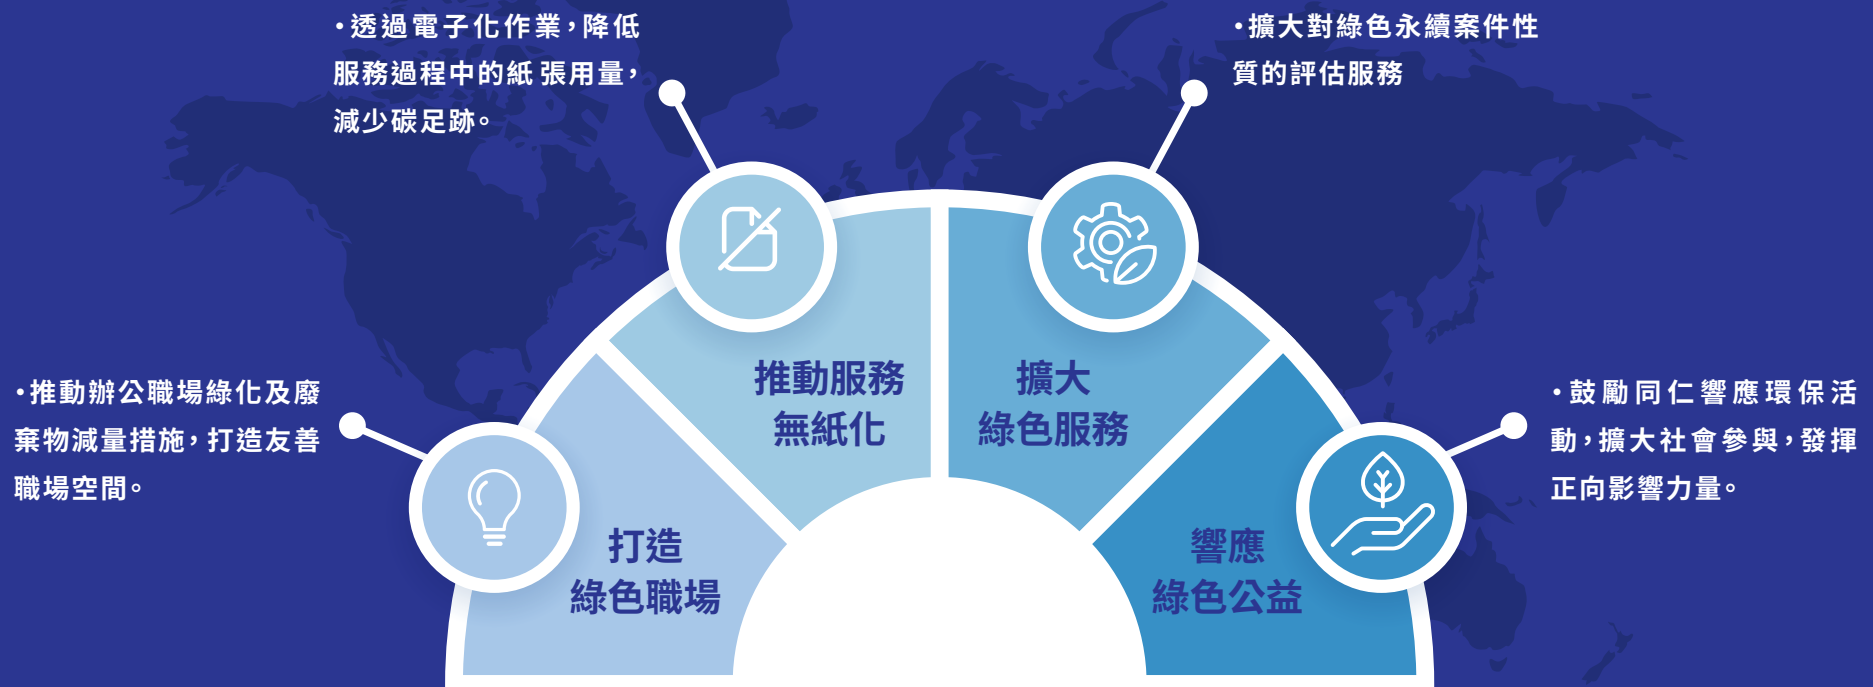 •透過電子化作業，降低
服務過程中的紙 張用量，
減少碳足跡。
•擴大對綠色永續案件性
質的評估服務
•推動辦公職場綠化及廢
棄物減量措施，打造友善
職場空間。
•鼓勵同仁響應環保活
動，擴大社會參與，發揮
正向影響力量。
推動服務
無紙化
擴大
綠色服務
打造
綠色職場
響應
綠色公益